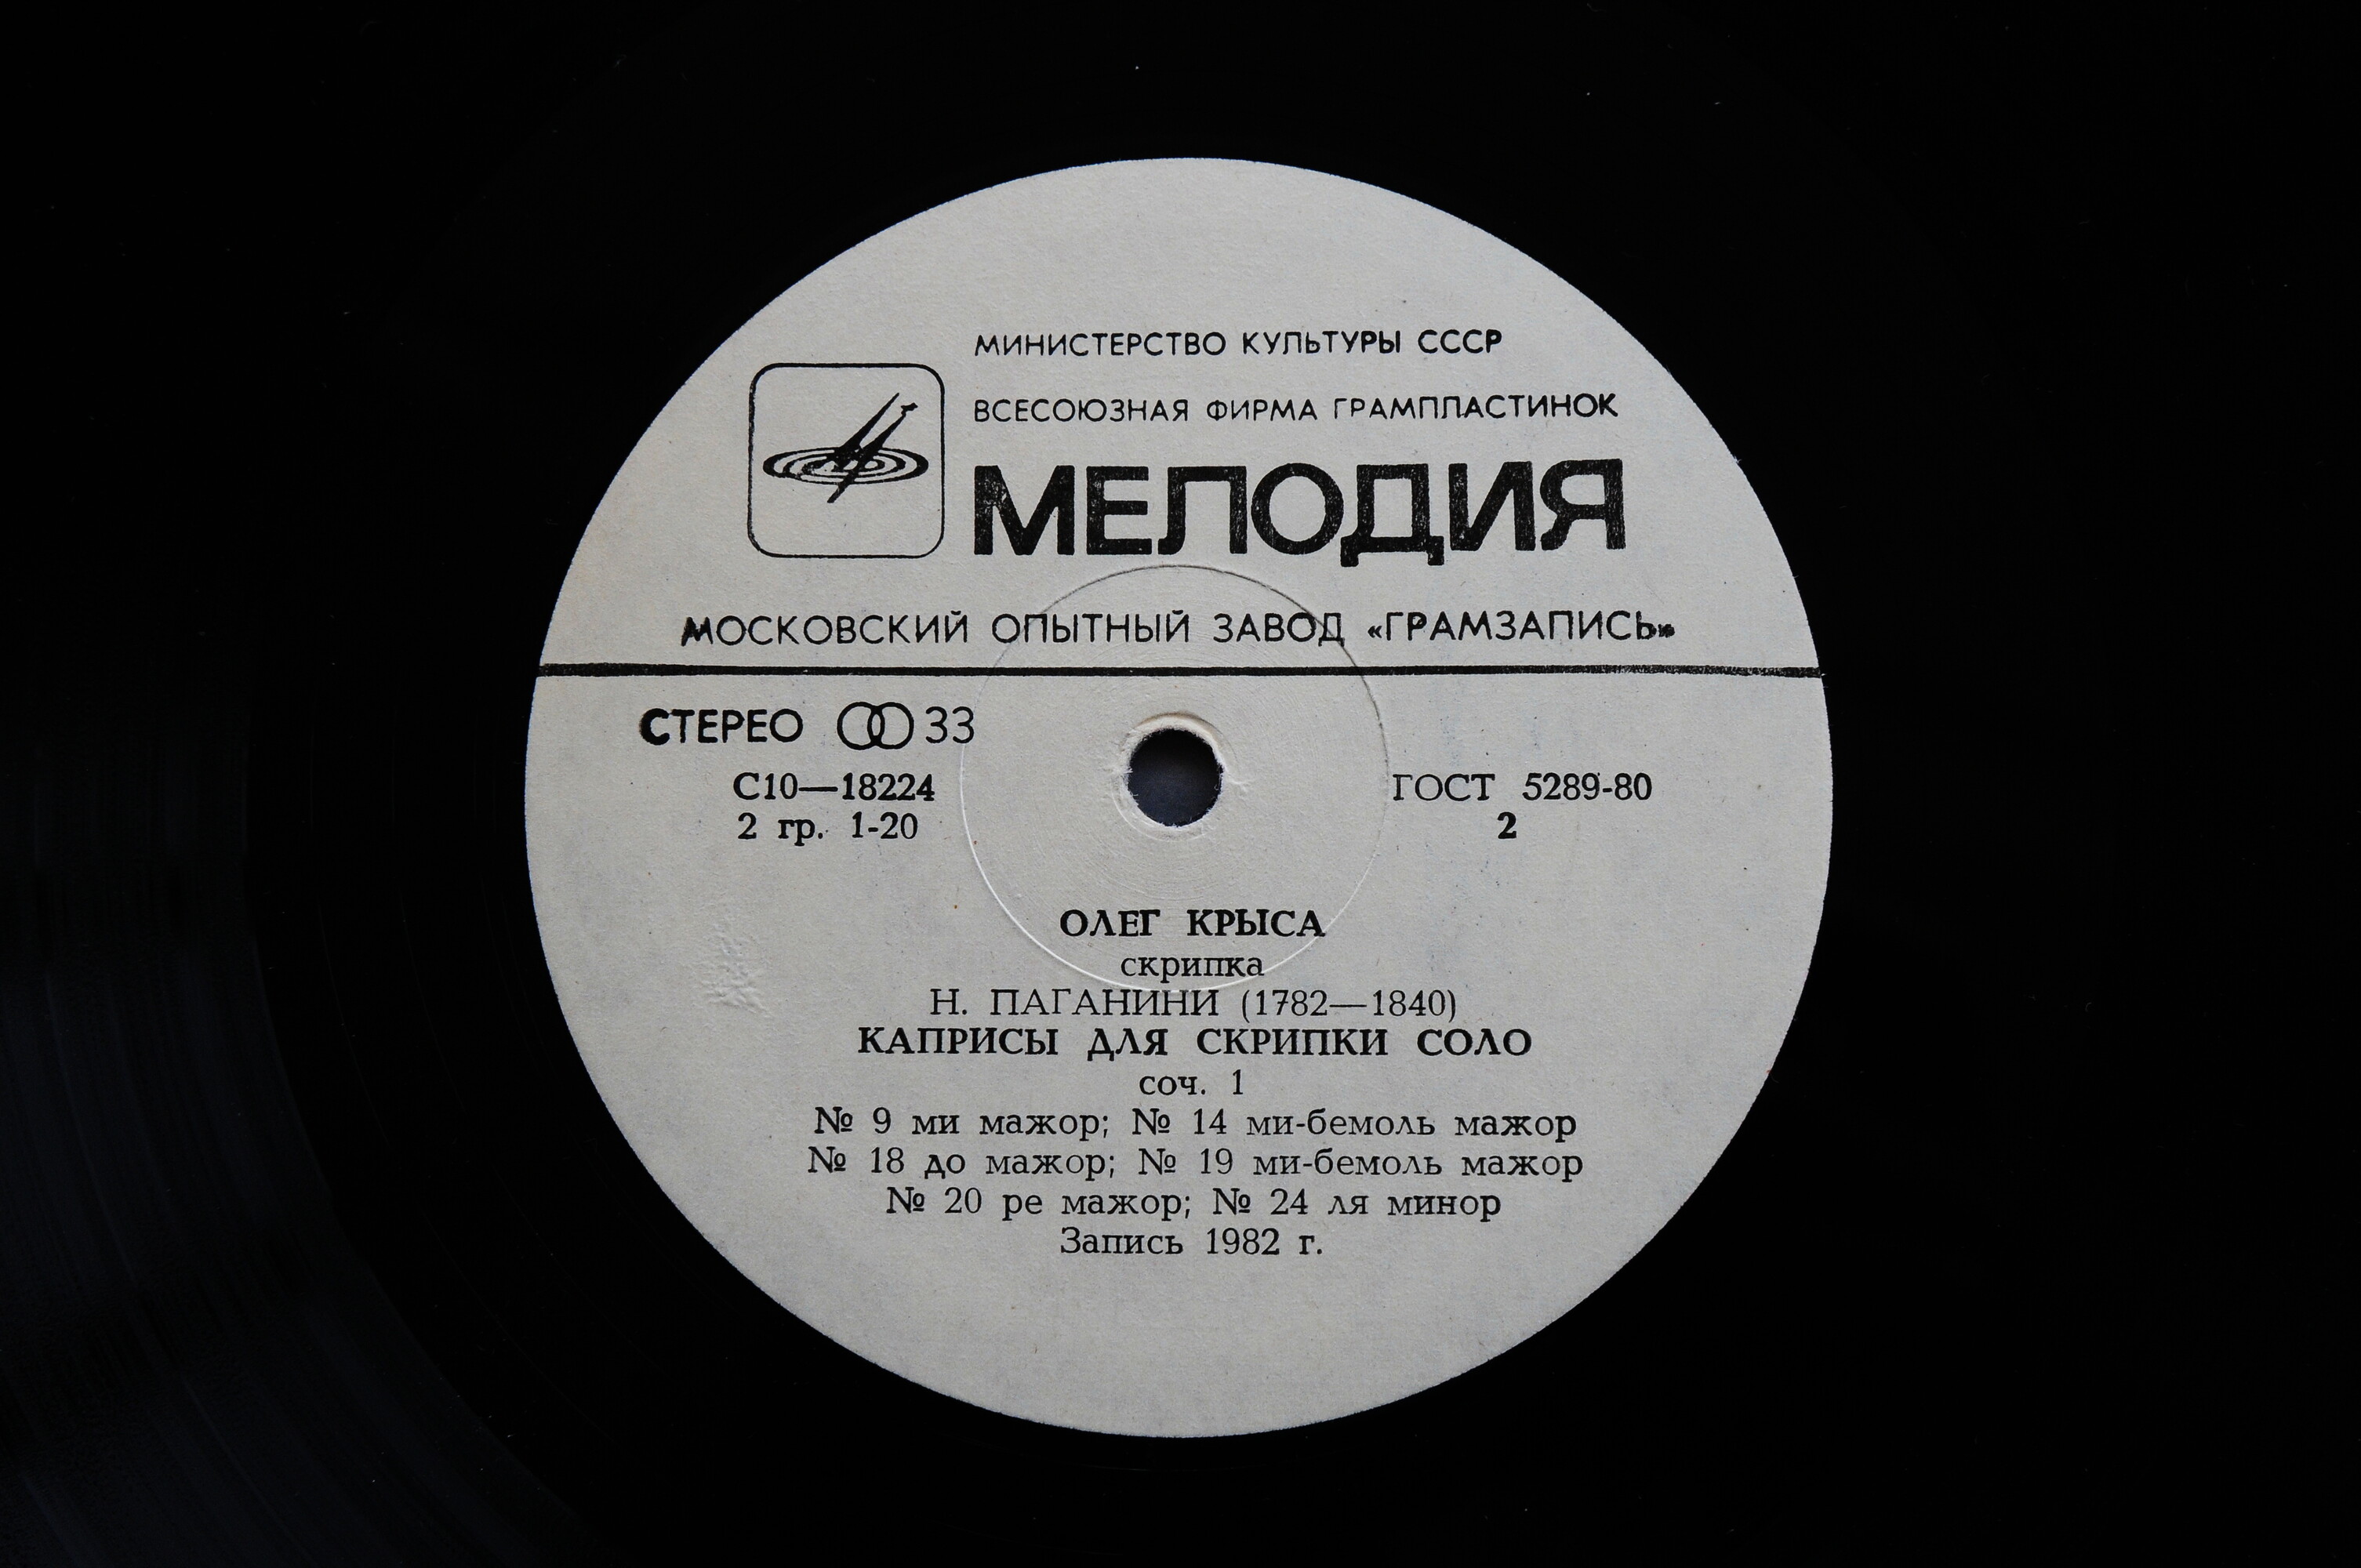 МИНИСТЕРСТВО КУЛЬТУРЫ СССР
ВСЕСОЮЗНАЯ ФИРМА ГРАМПЛАСТИНОК
МЕЛОДИЯ
МОСКОВСКИЙ ОПЫТНЫЙ ЗАВОД «ГРАМЗАПИСЬ»
СТЕРЕО 33
С10—18224
2 гр. 1-20
ГОСТ 5289-80
2
ОЛЕГ КРЫСА
скрипка
Н. ПАГАНИНИ (1782—1840)
КАПРИСЫ ДЛЯ СКРИПКИ СОЛО
соч. 1
№ 9 ми мажор; № 14 ми-бемоль мажор
№ 18 до мажор; № 19 ми-бемоль мажор
№ 20 ре мажор; № 24 ля минор
Запись 1982 г.